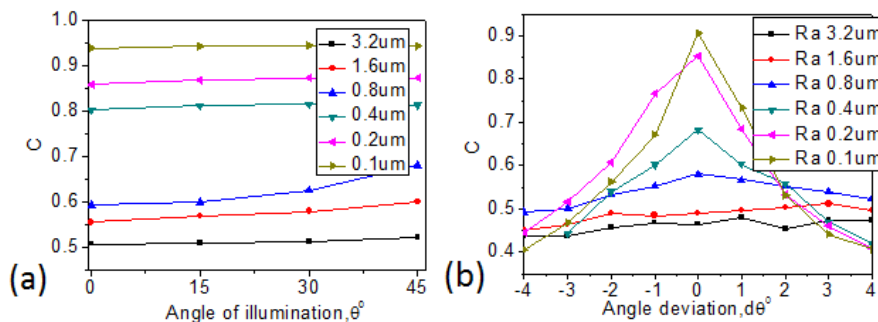 1.0
0.9
0.8
0.7
0.6
0.5
C
0
15
30
45
Angle of illumination,θ⁰
3.2um
1.6um
0.8um
0.4um
0.2um
0.1um
(a)
0.9
0.8
0.7
0.6
0.5
0.4
C
-4
-3
-2
-1
0
1
2
3
4
Angle deviation,dθ⁰
Ra 3.2um
Ra 1.6um
Ra 0.8um
Ra 0.4um
Ra 0.2um
Ra 0.1um
(b)